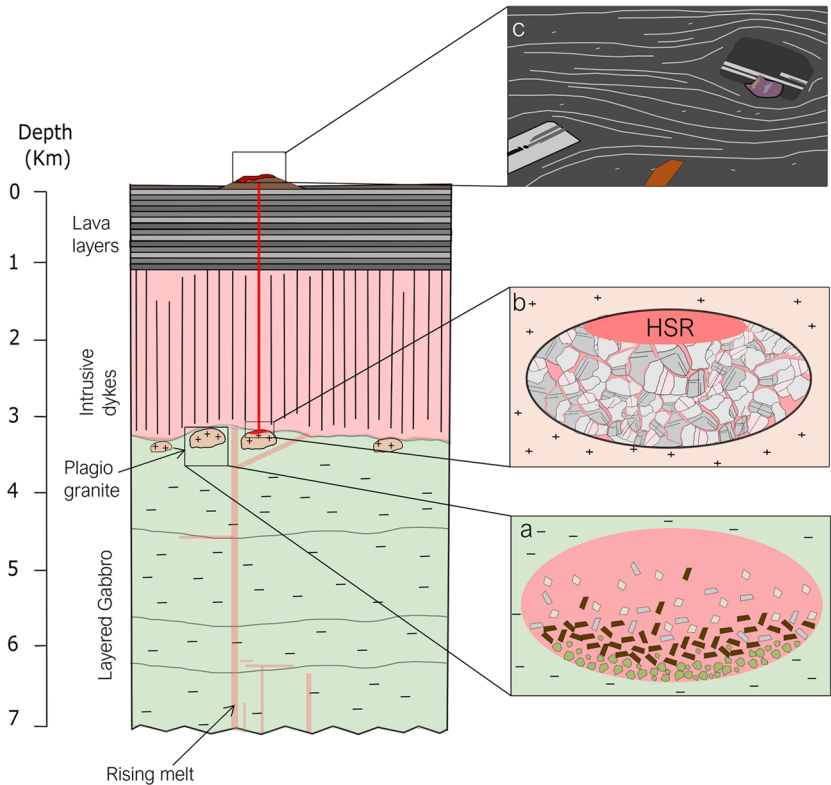 c
Depth
(Km)
0
Lava
layers
1
b
2
HSR
Intrusive
dykes
3
Plagio
granite
4
a
5
Layered Gabbro
6
7
Rising melt